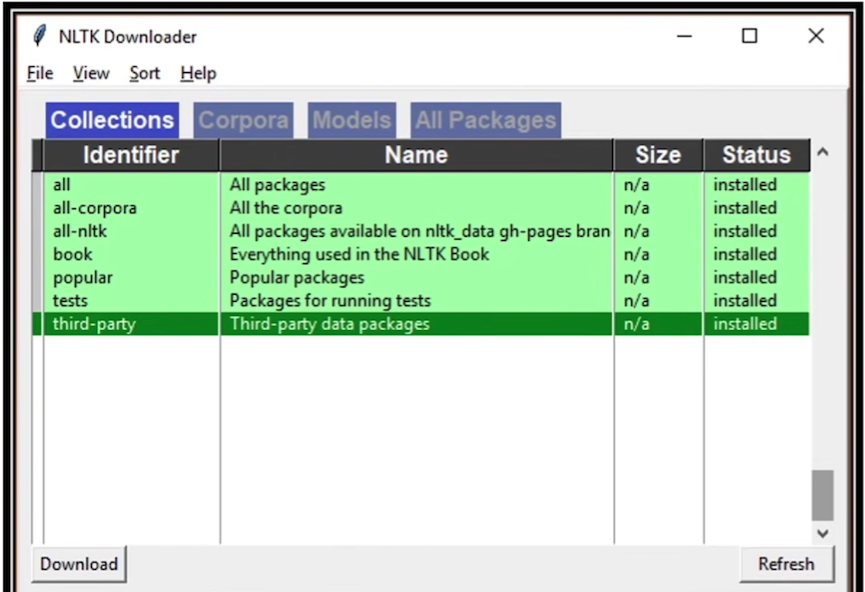 NLTK Downloader
File View Sort Help
Collections Corpora Models All Packages
Identifier Name Size Status
all All packages n/a installed
all-corpora All the corpora n/a installed
all-nltk All packages available on nltk_data gh-pages bran n/a installed
book Everything used in the NLTK Book n/a installed
popular Popular packages n/a installed
tests Packages for running tests n/a installed
third-party Third-party data packages n/a installed
Download Refresh